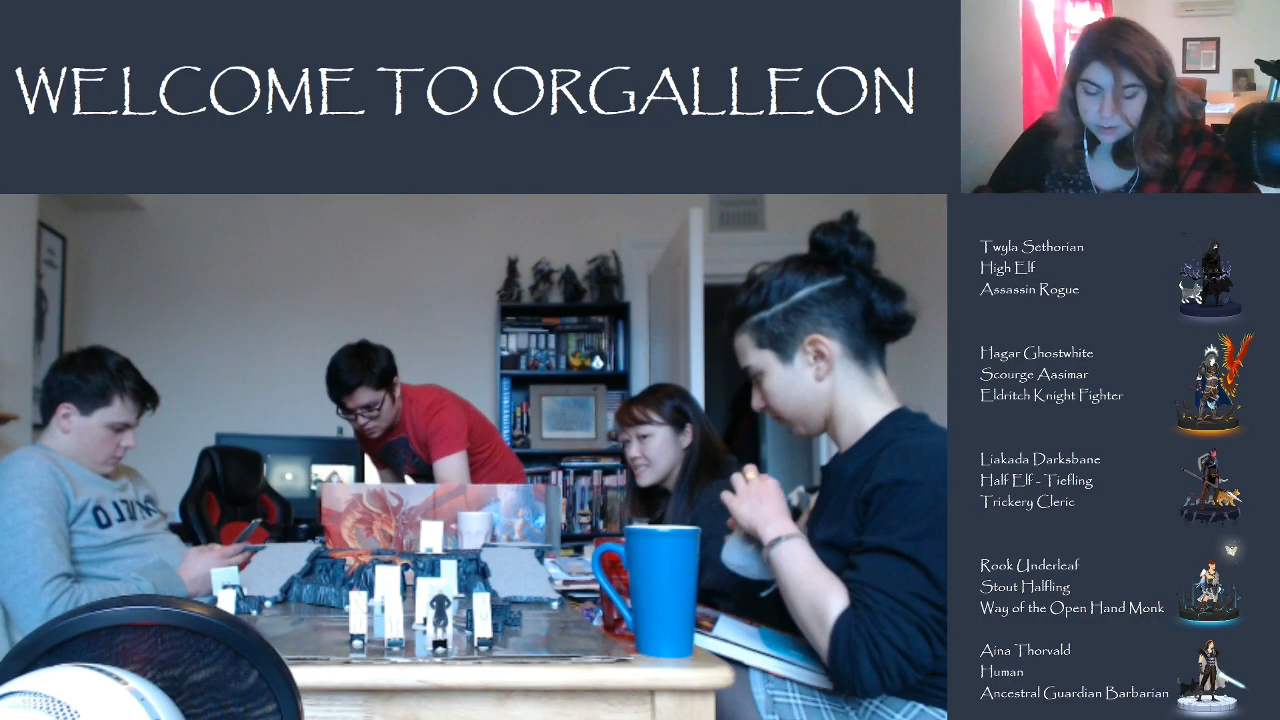 WELCOME TO ORGALLEON
Twyla Sethorian
High Elf
Assassin Rogue
Hagar Ghostwhite
Scourge Aasimar
Eldritch Knight Fighter
Liakada Darksbane
Half Elf - Tiefling
Trickery Cleric
Rook Underleaf
Stout Halfling
Way of the Open Hand Monk
Aina Thorvald
Human
Ancestral Guardian Barbarian